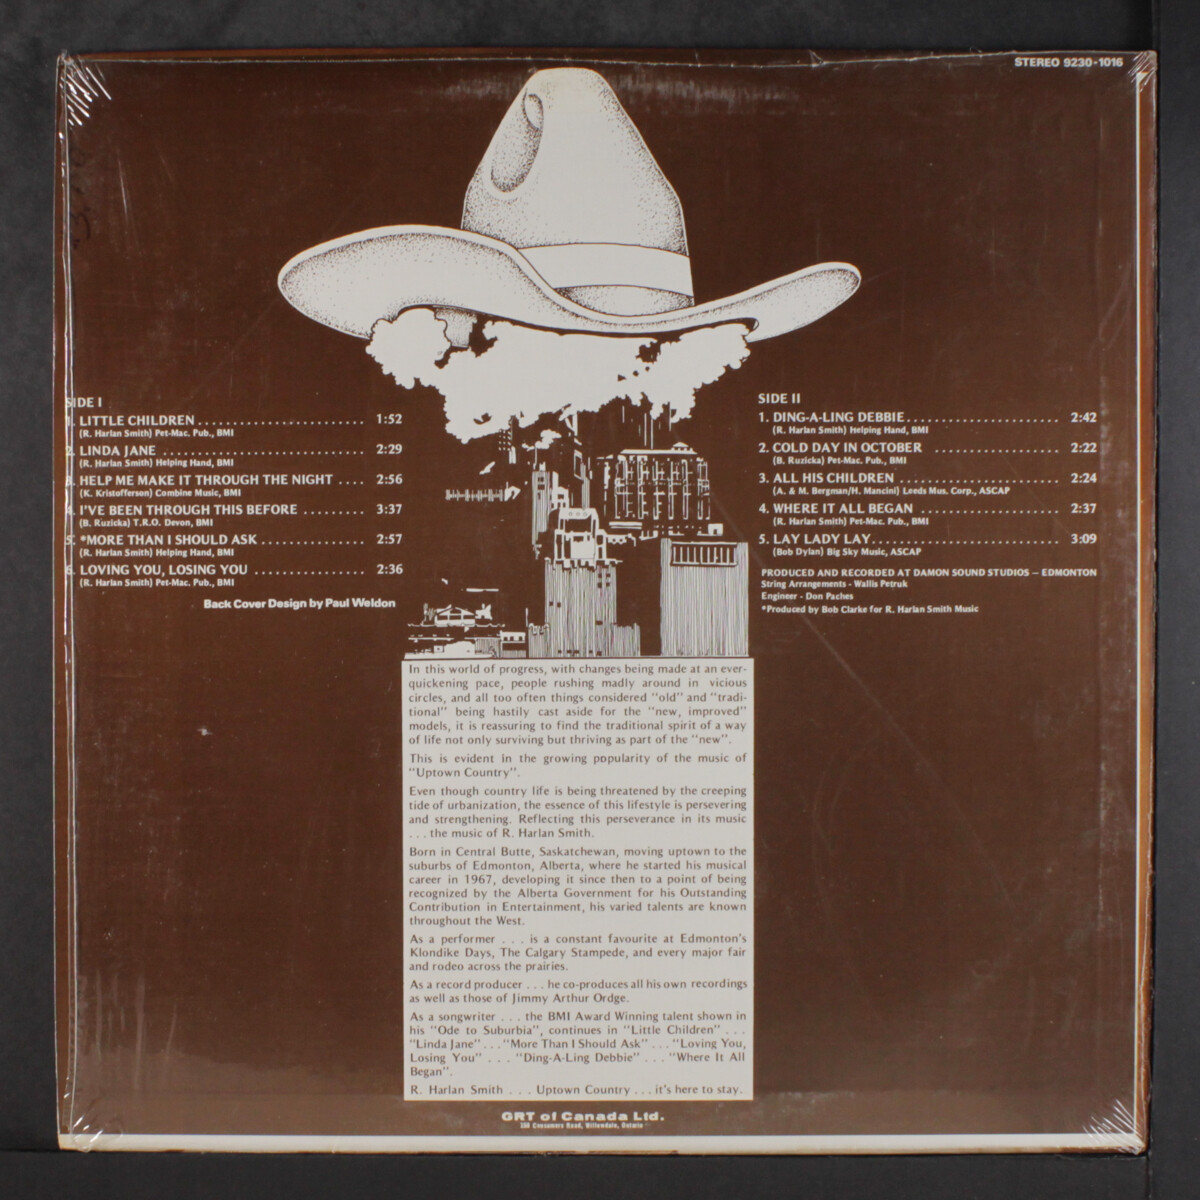 STEREO 9230-1016
SIDE I
1. LITTLE CHILDREN ........................ 1:52
(R. Harlan Smith) Pet-Mac. Pub., BMI
2. LINDA JANE ............................. 2:29
(R. Harlan Smith) Helping Hand, BMI
3. HELP ME MAKE IT THROUGH THE NIGHT .... 2:56
(K. Kristofferson) Combine Music, BMI
4. I'VE BEEN THROUGH THIS BEFORE ......... 3:37
(B. Ruzicka) T.R.O. Devon, BMI
5. *MORE THAN I SHOULD ASK ............... 2:57
(R. Harlan Smith) Helping Hand, BMI
6. LOVING YOU, LOSING YOU ................ 2:36
(R. Harlan Smith) Pet-Mac. Pub., BMI
Back Cover Design by Paul Weldon
SIDE II
1. DING-A-LING DEBBIE ...................... 2:42
(R. Harlan Smith) Helping Hand, BMI
2. COLD DAY IN OCTOBER .................. 2:22
(B. Ruzicka) Pet-Mac. Pub., BMI
3. ALL HIS CHILDREN ....................... 2:24
(A. & M. Bergman/H. Mancini) Leeds Mus. Corp., ASCAP
4. WHERE IT ALL BEGAN .................... 2:37
(R. Harlan Smith) Pet-Mac. Pub., BMI
5. LAY LADY LAY ........................... 3:09
(Bob Dylan) Big Sky Music, ASCAP
PRODUCED AND RECORDED AT DAMON SOUND STUDIOS – EDMONTON
String Arrangements - Wallis Petruk
Engineer - Don Paches
*Produced by Bob Clarke for R. Harlan Smith Music
In this world of progress, with changes being made at an ever-
quickening pace, people rushing madly around in vicious
circles, and all too often things considered "old" and "tradi-
tional" being hastily cast aside for the "new, improved"
models, it is reassuring to find the traditional spirit of a way
of life not only surviving but thriving as part of the "new".
This is evident in the growing popularity of the music of
"Uptown Country".
Even though country life is being threatened by the creeping
tide of urbanization, the essence of this lifestyle is persevering
and strengthening. Reflecting this perseverance in its music
. . . the music of R. Harlan Smith.
Born in Central Butte, Saskatchewan, moving uptown to the
suburbs of Edmonton, Alberta, where he started his musical
career in 1967, developing it since then to a point of being
recognized by the Alberta Government for his Outstanding
Contribution in Entertainment, his varied talents are known
throughout the West.
As a performer . . . is a constant favourite at Edmonton's
Klondike Days, The Calgary Stampede, and every major fair
and rodeo across the prairies.
As a record producer . . . he co-produces all his own recordings
as well as those of Jimmy Arthur Ordge.
As a songwriter . . . the BMI Award Winning talent shown in
his "Ode to Suburbia", continues in "Little Children" . . .
"Linda Jane" . . . "More Than I Should Ask" . . . "Loving You,
Losing You" . . . "Ding-A-Ling Debbie" . . . "Where It All
Began".
R. Harlan Smith . . . Uptown Country . . . it's here to stay.
GRT of Canada Ltd.
350 Consumers Road, Willowdale, Ontario